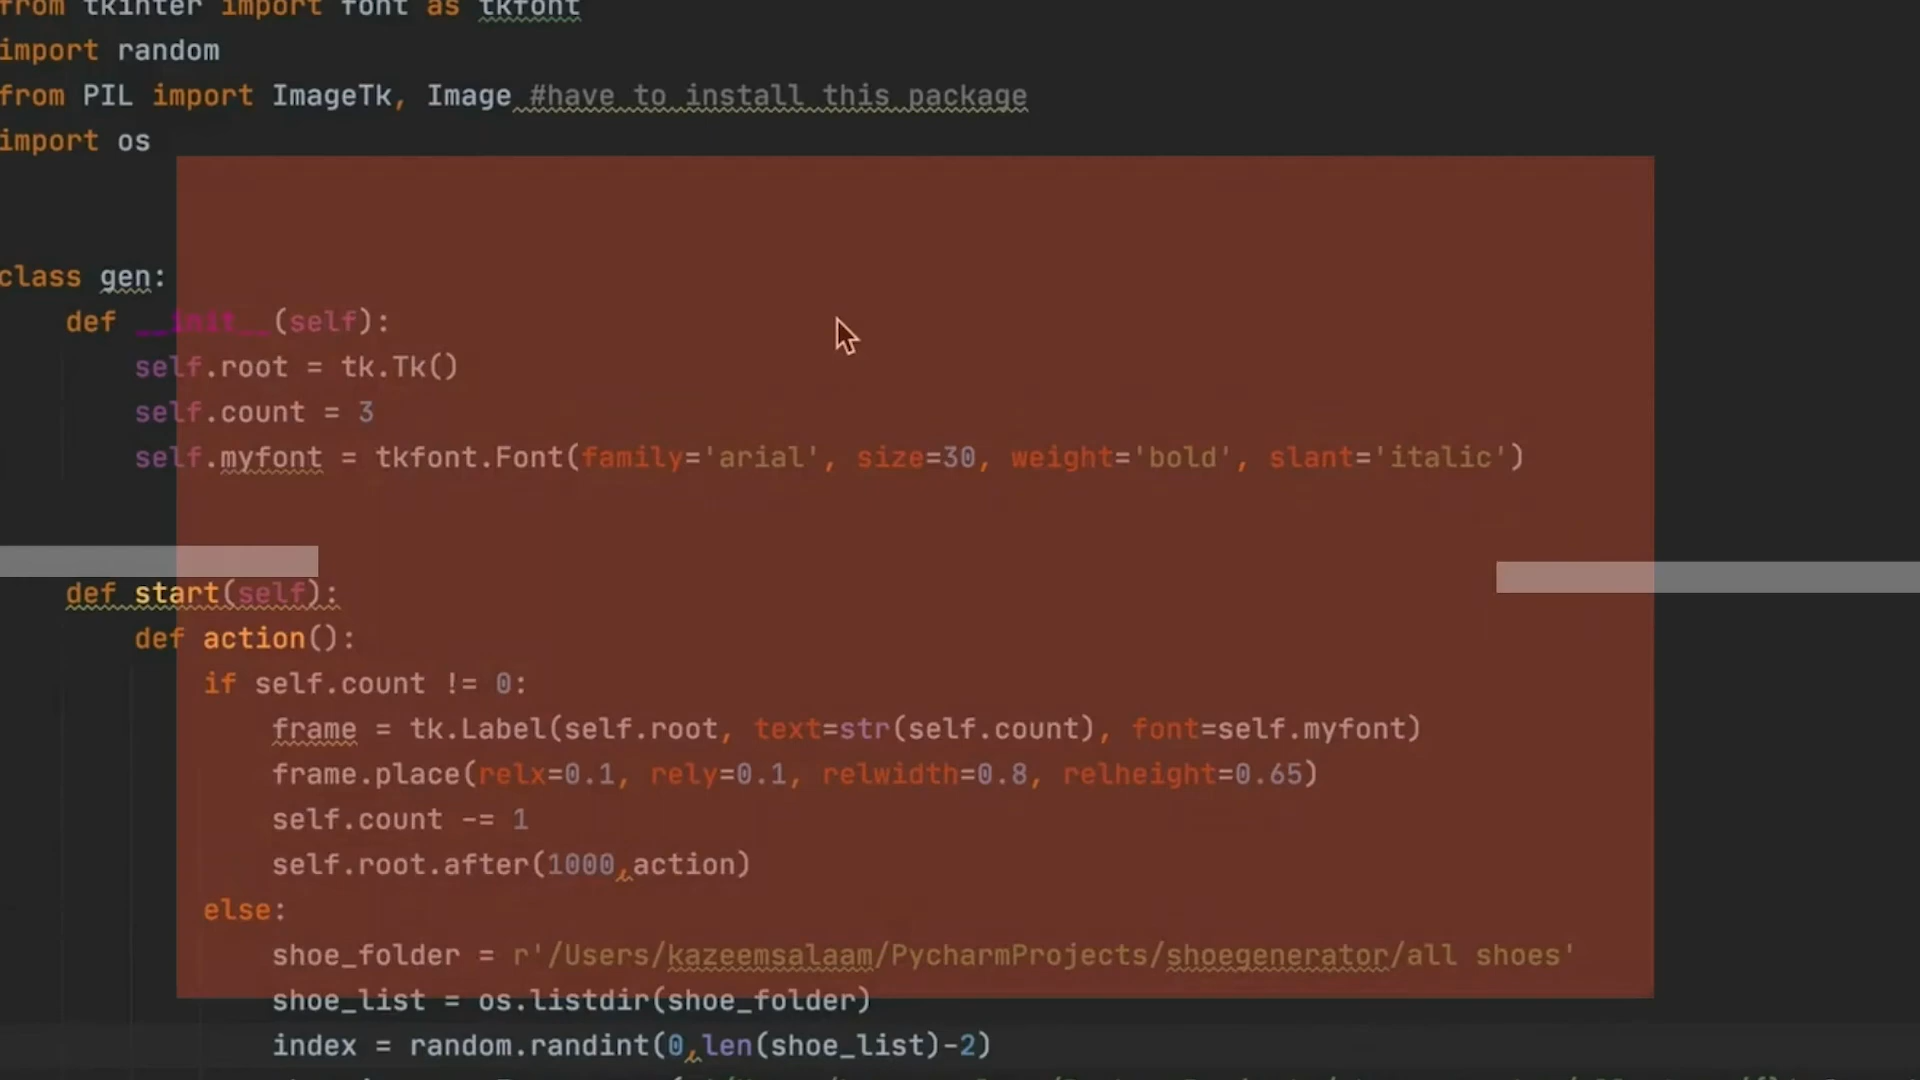 from tkinter import font as tkfont
import random
from PIL import ImageTk, Image #have to install this package
import os
class gen:
def __init__(self):
self.root = tk.Tk()
self.count = 3
self.myfont = tkfont.Font(family='arial', size=30, weight='bold', slant='italic')
def start(self):
def action():
if self.count != 0:
frame = tk.Label(self.root, text=str(self.count), font=self.myfont)
frame.place(relx=0.1, rely=0.1, relwidth=0.8, relheight=0.65)
self.count -= 1
self.root.after(1000,action)
else:
shoe_folder = r'/Users/kazeemsalaam/PycharmProjects/shoegenerator/all shoes'
shoe_list = os.listdir(shoe_folder)
index = random.randint(0,len(shoe_list)-2)